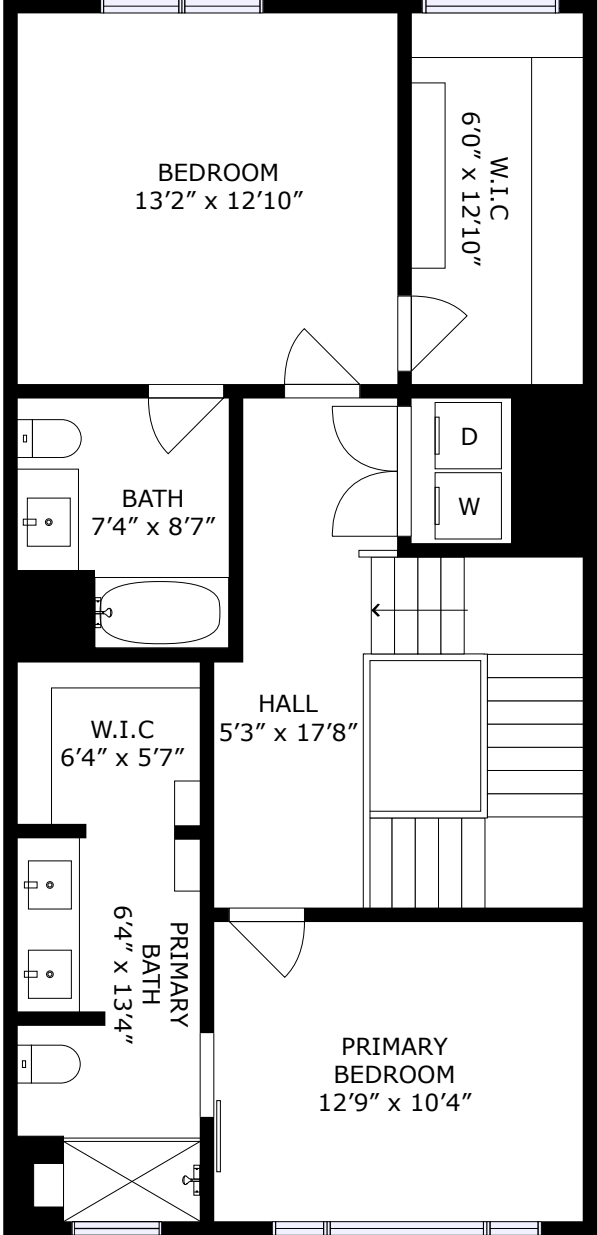 BEDROOM
13'2" x 12'10"
W.I.C
6'0" x 12'10"
D
W
BATH
7'4" x 8'7"
HALL
5'3" x 17'8"
W.I.C
6'4" x 5'7"
PRIMARY
BATH
6'4" x 13'4"
PRIMARY
BEDROOM
12'9" x 10'4"